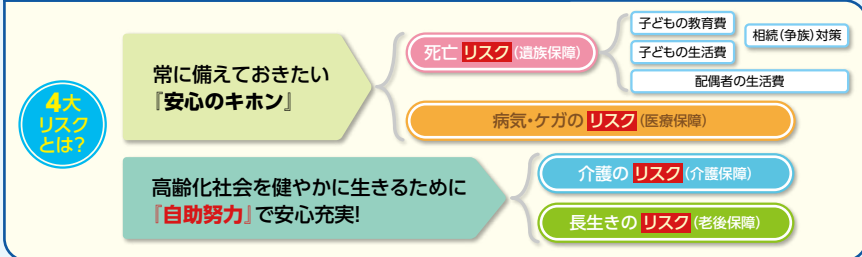 4大
リスク
とは?
常に備えておきたい
『安心のキホン』
死亡 リスク (遺族保障)
子どもの教育費
子どもの生活費
相続(争族)対策
配偶者の生活費
病気・ケガの リスク (医療保障)
高齢化社会を健やかに生きるために
『自助努力』で安心充実!
介護の リスク (介護保障)
長生きの リスク (老後保障)